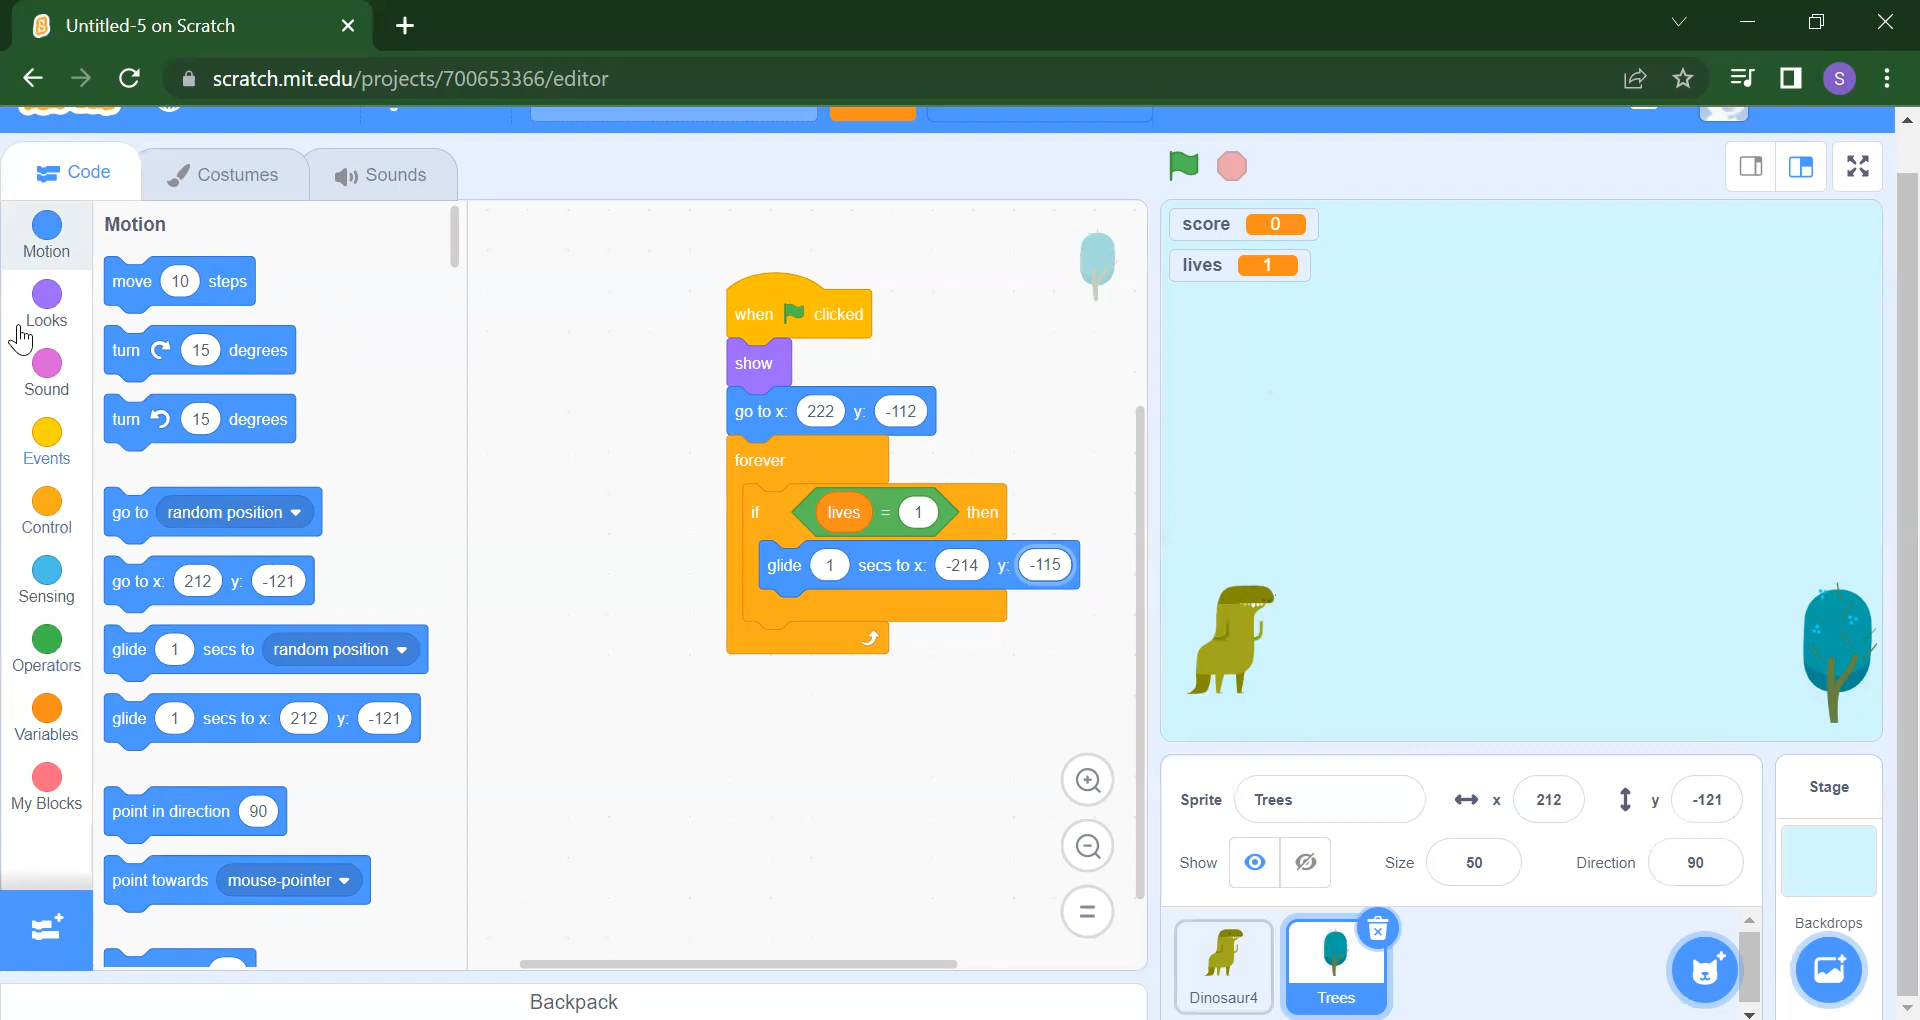 Untitled-5 on Scratch
scratch.mit.edu/projects/700653366/editor
S
Code
Costumes
Sounds
Motion
Looks
Sound
Events
Control
Sensing
Operators
Variables
My Blocks
Motion
move 10 steps
turn 15 degrees
turn 15 degrees
go to random position
go to x: 212 y: -121
glide 1 secs to random position
glide 1 secs to x: 212 y: -121
point in direction 90
point towards mouse-pointer
when clicked
show
go to x: 222 y: -112
forever
if lives = 1 then
glide 1 secs to x: -214 y: -115
score 0
lives 1
Sprite Trees x 212 y -121
Show Size 50 Direction 90
Dinosaur4
Trees
Stage
Backdrops
Backpack